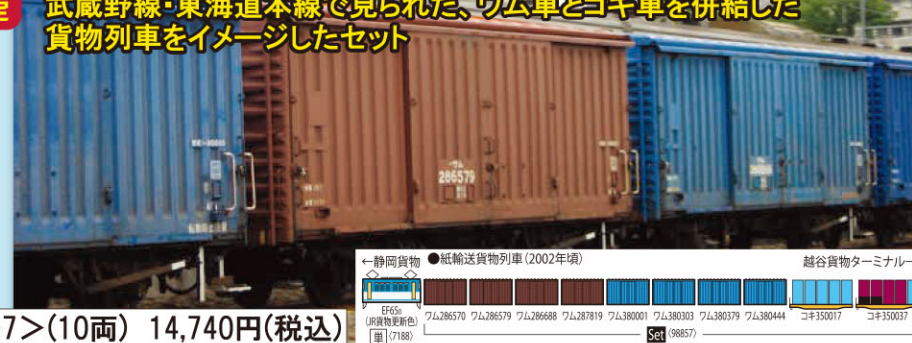 武蔵野線・東海道本線で見られた、ワム車とコキ車を併結した
貨物列車をイメージしたセット
ワム
286579
←静岡貨物 ●紙輸送貨物列車(2002年頃) 越谷貨物ターミナル
EF65
(JR貨物更新色)
単〈7188〉
ワム286570 ワム286579 ワム286688 ワム287819 ワム380001 ワム380303 ワム380379 ワム380444 コキ350017 コキ350037
Set〈98857〉
7>(10両) 14,740円(税込)